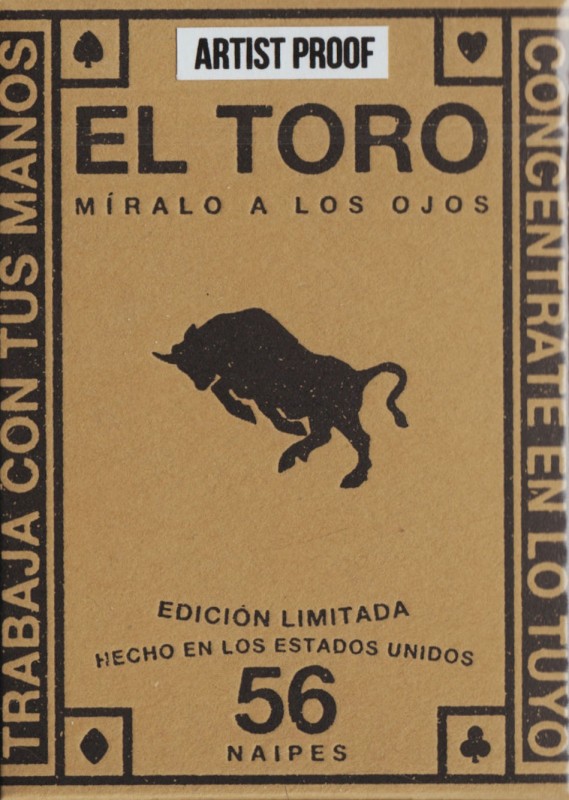 ARTIST PROOF
EL TORO
MÍRALO A LOS OJOS
TRABAJA CON TUS MANOS
CONCENTRATE EN LO TUYO
EDICIÓN LIMITADA
HECHO EN LOS ESTADOS UNIDOS
56
NAIPES